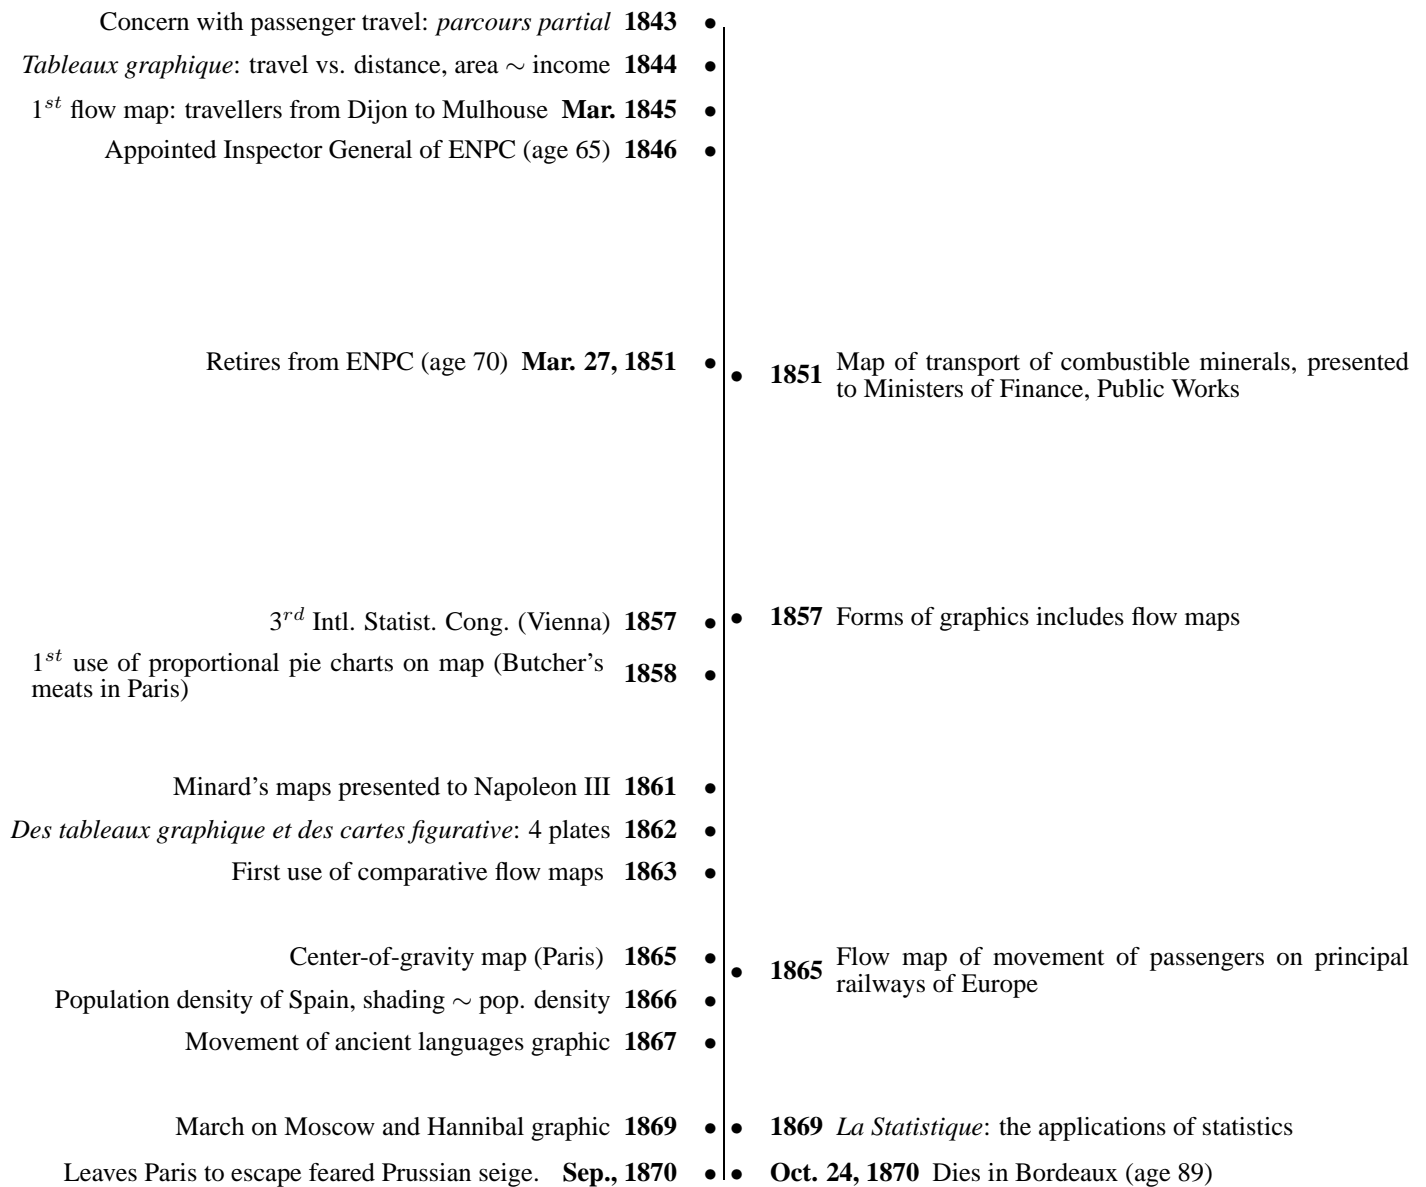 Concern with passenger travel: parcours partial 1843
Tableaux graphique: travel vs. distance, area ∼ income 1844
1st flow map: travellers from Dijon to Mulhouse Mar. 1845
Appointed Inspector General of ENPC (age 65) 1846
Retires from ENPC (age 70) Mar. 27, 1851
1851 Map of transport of combustible minerals, presented
to Ministers of Finance, Public Works
3rd Intl. Statist. Cong. (Vienna) 1857
1857 Forms of graphics includes flow maps
1st use of proportional pie charts on map (Butcher's
meats in Paris) 1858
Minard's maps presented to Napoleon III 1861
Des tableaux graphique et des cartes figurative: 4 plates 1862
First use of comparative flow maps 1863
Center-of-gravity map (Paris) 1865
1865 Flow map of movement of passengers on principal
railways of Europe
Population density of Spain, shading ∼ pop. density 1866
Movement of ancient languages graphic 1867
March on Moscow and Hannibal graphic 1869
1869 La Statistique: the applications of statistics
Leaves Paris to escape feared Prussian seige. Sep., 1870
Oct. 24, 1870 Dies in Bordeaux (age 89)